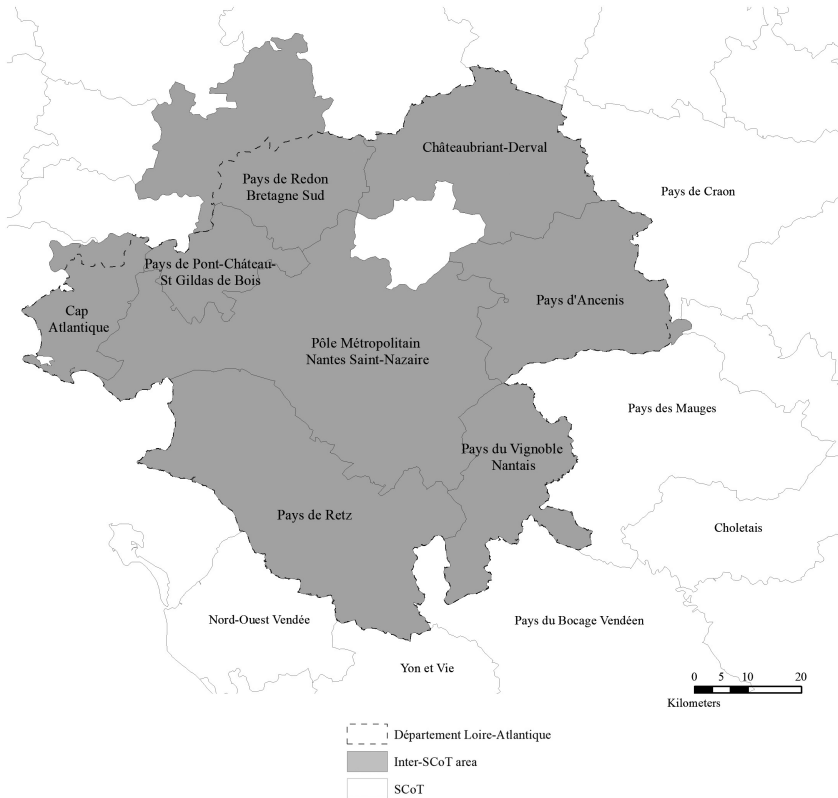 Châteaubriant-Derval
Pays de Redon
Bretagne Sud
Pays de Craon
Pays de Pont-Château-
St Gildas de Bois
Pays d'Ancenis
Cap
Atlantique
Pôle Métropolitain
Nantes Saint-Nazaire
Pays des Mauges
Pays du Vignoble
Nantais
Pays de Retz
Choletais
Nord-Ouest Vendée
Pays du Bocage Vendéen
Yon et Vie
0 5 10 20
Kilometers
Département Loire-Atlantique
Inter-SCoT area
SCoT